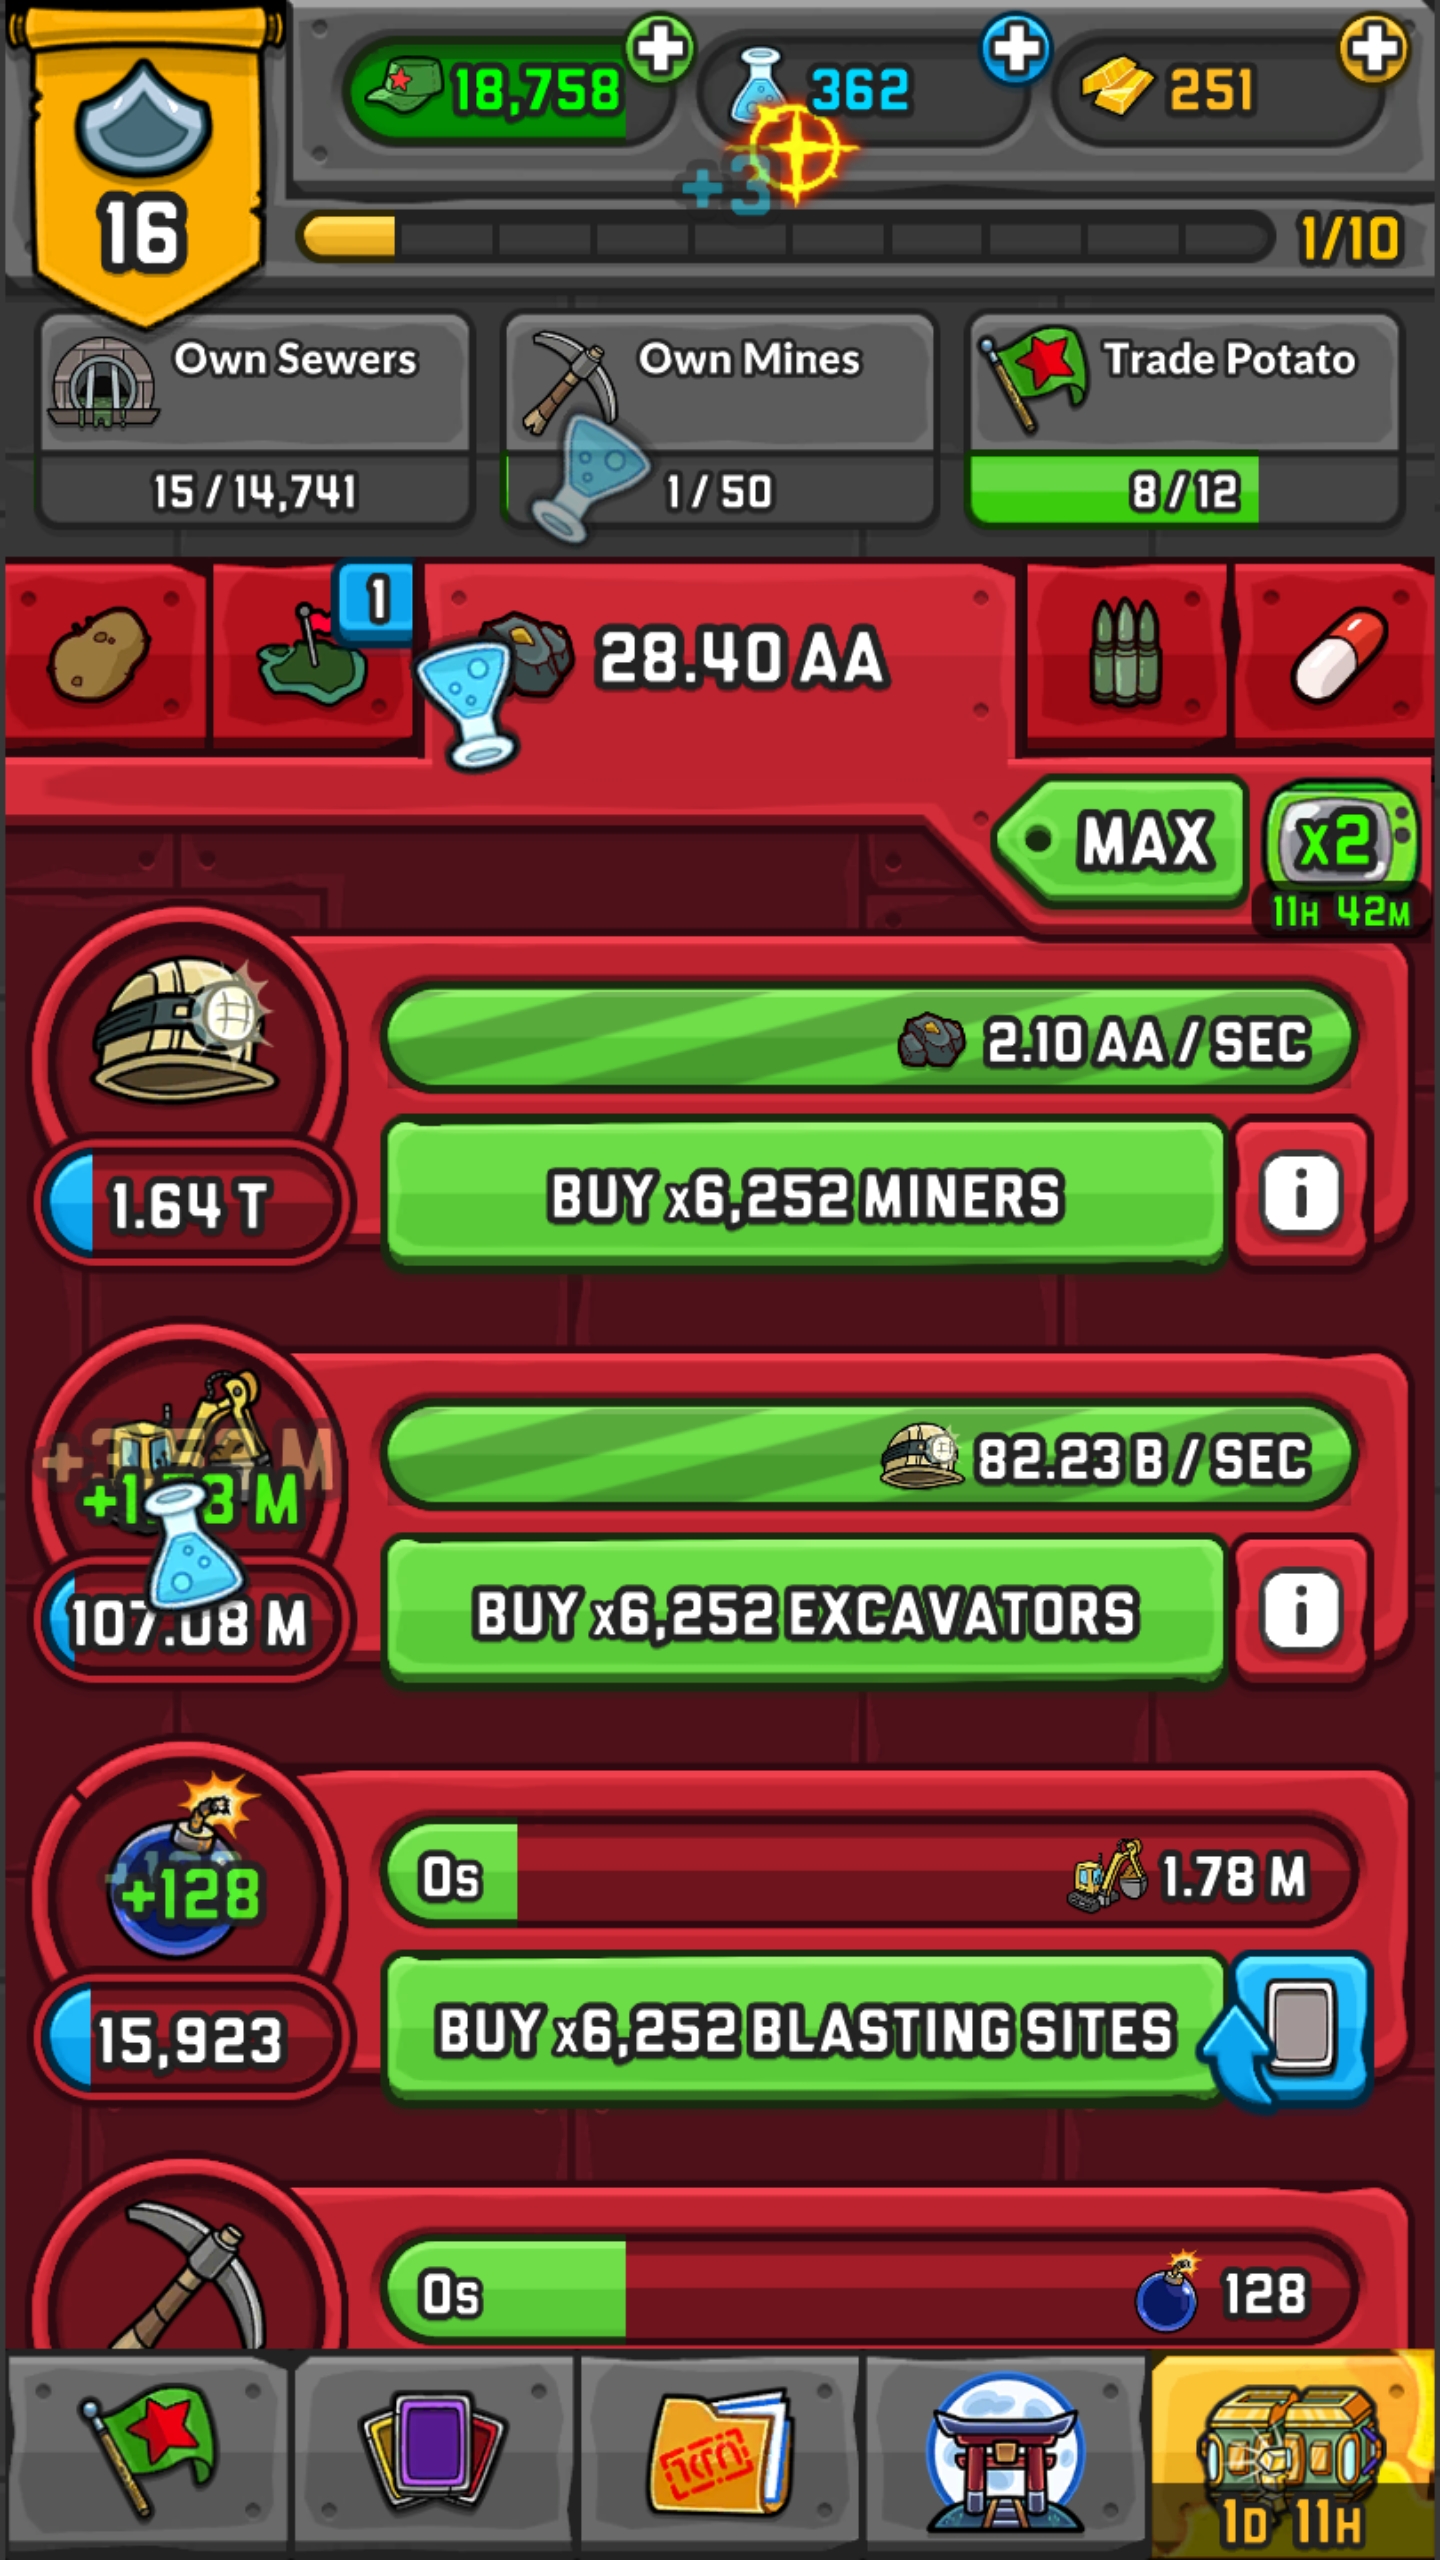 18,758
362
251
+3
16
1/10
Own Sewers
Own Mines
Trade Potato
15 / 14,741
1 / 50
8 / 12
1
28.40 AA
MAX
x2
11H 42M
2.10 AA / SEC
1.64 T
BUY x6,252 MINERS
82.23 B / SEC
107.08 M
BUY x6,252 EXCAVATORS
+128
0s
1.78 M
15,923
BUY x6,252 BLASTING SITES
0s
128
1D 11H